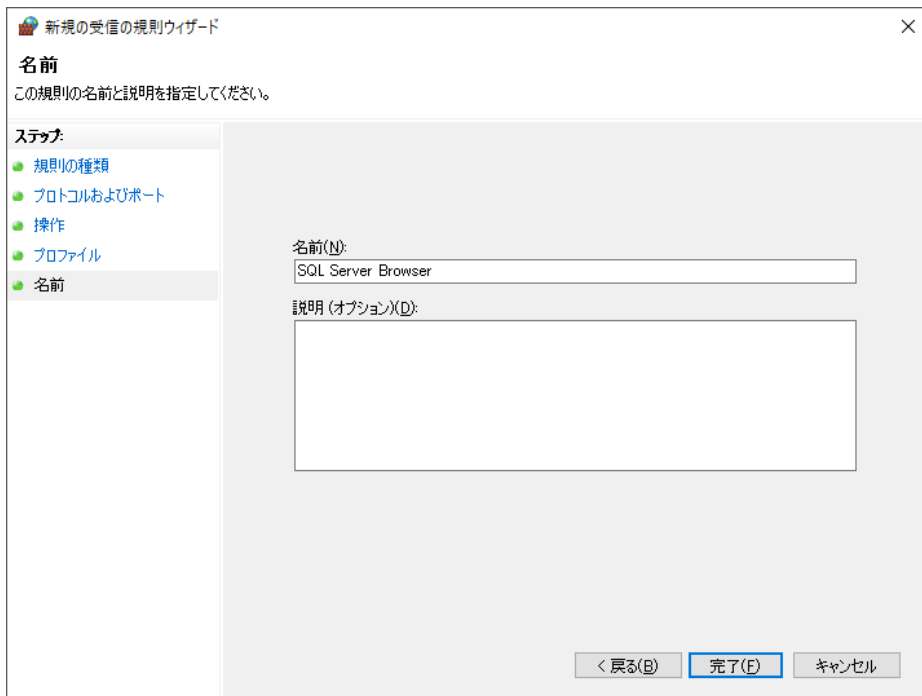 新規の受信の規則ウィザード
名前
この規則の名前と説明を指定してください。
ステップ:
規則の種類
プロトコルおよびポート
操作
プロファイル
名前
名前(N):
SQL Server Browser
説明 (オプション)(D):
< 戻る(B)
完了(F)
キャンセル